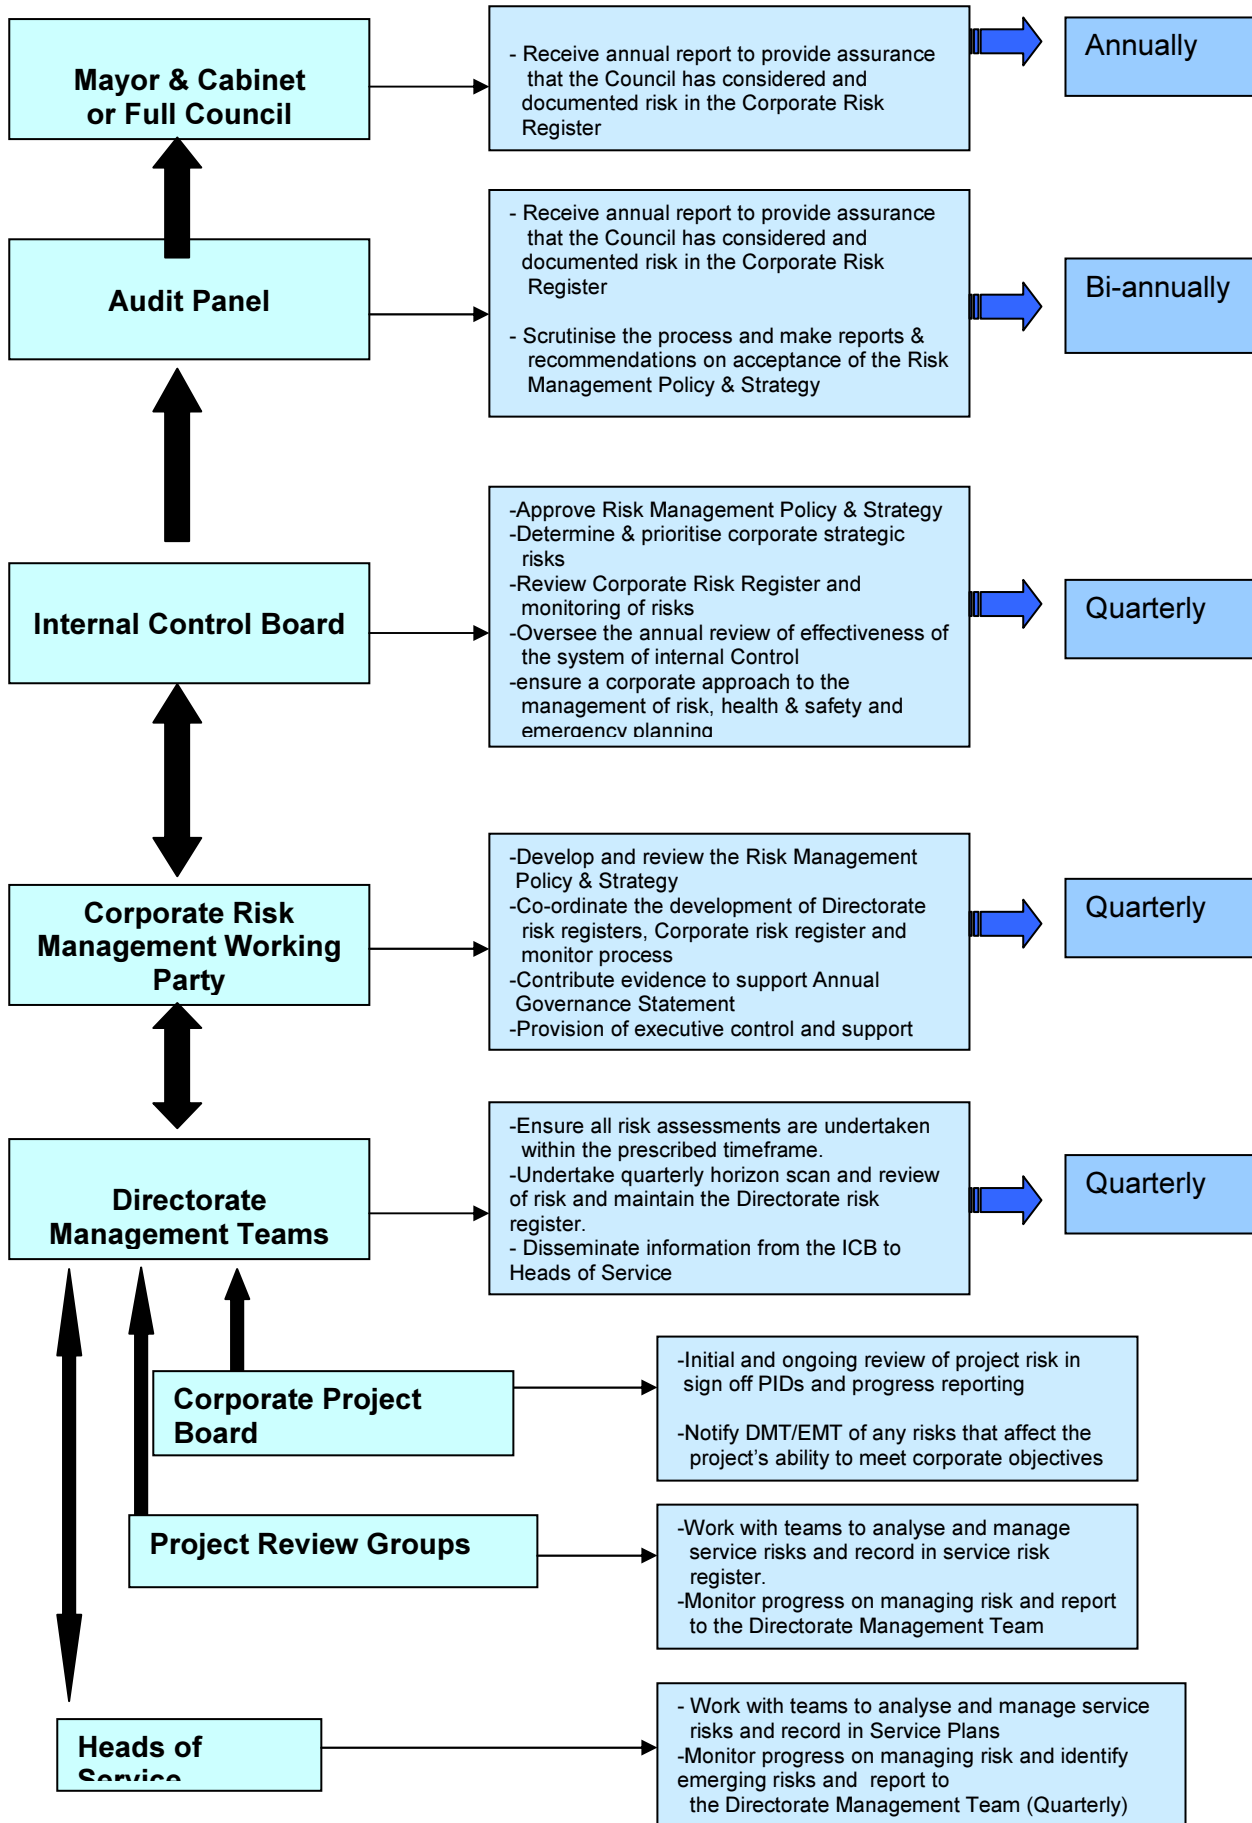 Mayor & Cabinet
or Full Council
- Receive annual report to provide assurance
that the Council has considered and
documented risk in the Corporate Risk
Register
Annually
Audit Panel
- Receive annual report to provide assurance
that the Council has considered and
documented risk in the Corporate Risk
Register
- Scrutinise the process and make reports &
recommendations on acceptance of the Risk
Management Policy & Strategy
Bi-annually
Internal Control Board
-Approve Risk Management Policy & Strategy
-Determine & prioritise corporate strategic
risks
-Review Corporate Risk Register and
monitoring of risks
-Oversee the annual review of effectiveness of
the system of internal Control
-ensure a corporate approach to the
management of risk, health & safety and
emergency planning
Quarterly
Corporate Risk
Management Working
Party
-Develop and review the Risk Management
Policy & Strategy
-Co-ordinate the development of Directorate
risk registers, Corporate risk register and
monitor process
-Contribute evidence to support Annual
Governance Statement
-Provision of executive control and support
Quarterly
Directorate
Management Teams
-Ensure all risk assessments are undertaken
within the prescribed timeframe.
-Undertake quarterly horizon scan and review
of risk and maintain the Directorate risk
register.
- Disseminate information from the ICB to
Heads of Service
Quarterly
Corporate Project
Board
-Initial and ongoing review of project risk in
sign off PIDs and progress reporting
-Notify DMT/EMT of any risks that affect the
project's ability to meet corporate objectives
Project Review Groups
-Work with teams to analyse and manage
service risks and record in service risk
register.
-Monitor progress on managing risk and report
to the Directorate Management Team
Heads of
Service
- Work with teams to analyse and manage service
risks and record in Service Plans
-Monitor progress on managing risk and identify
emerging risks and  report to
the Directorate Management Team (Quarterly)